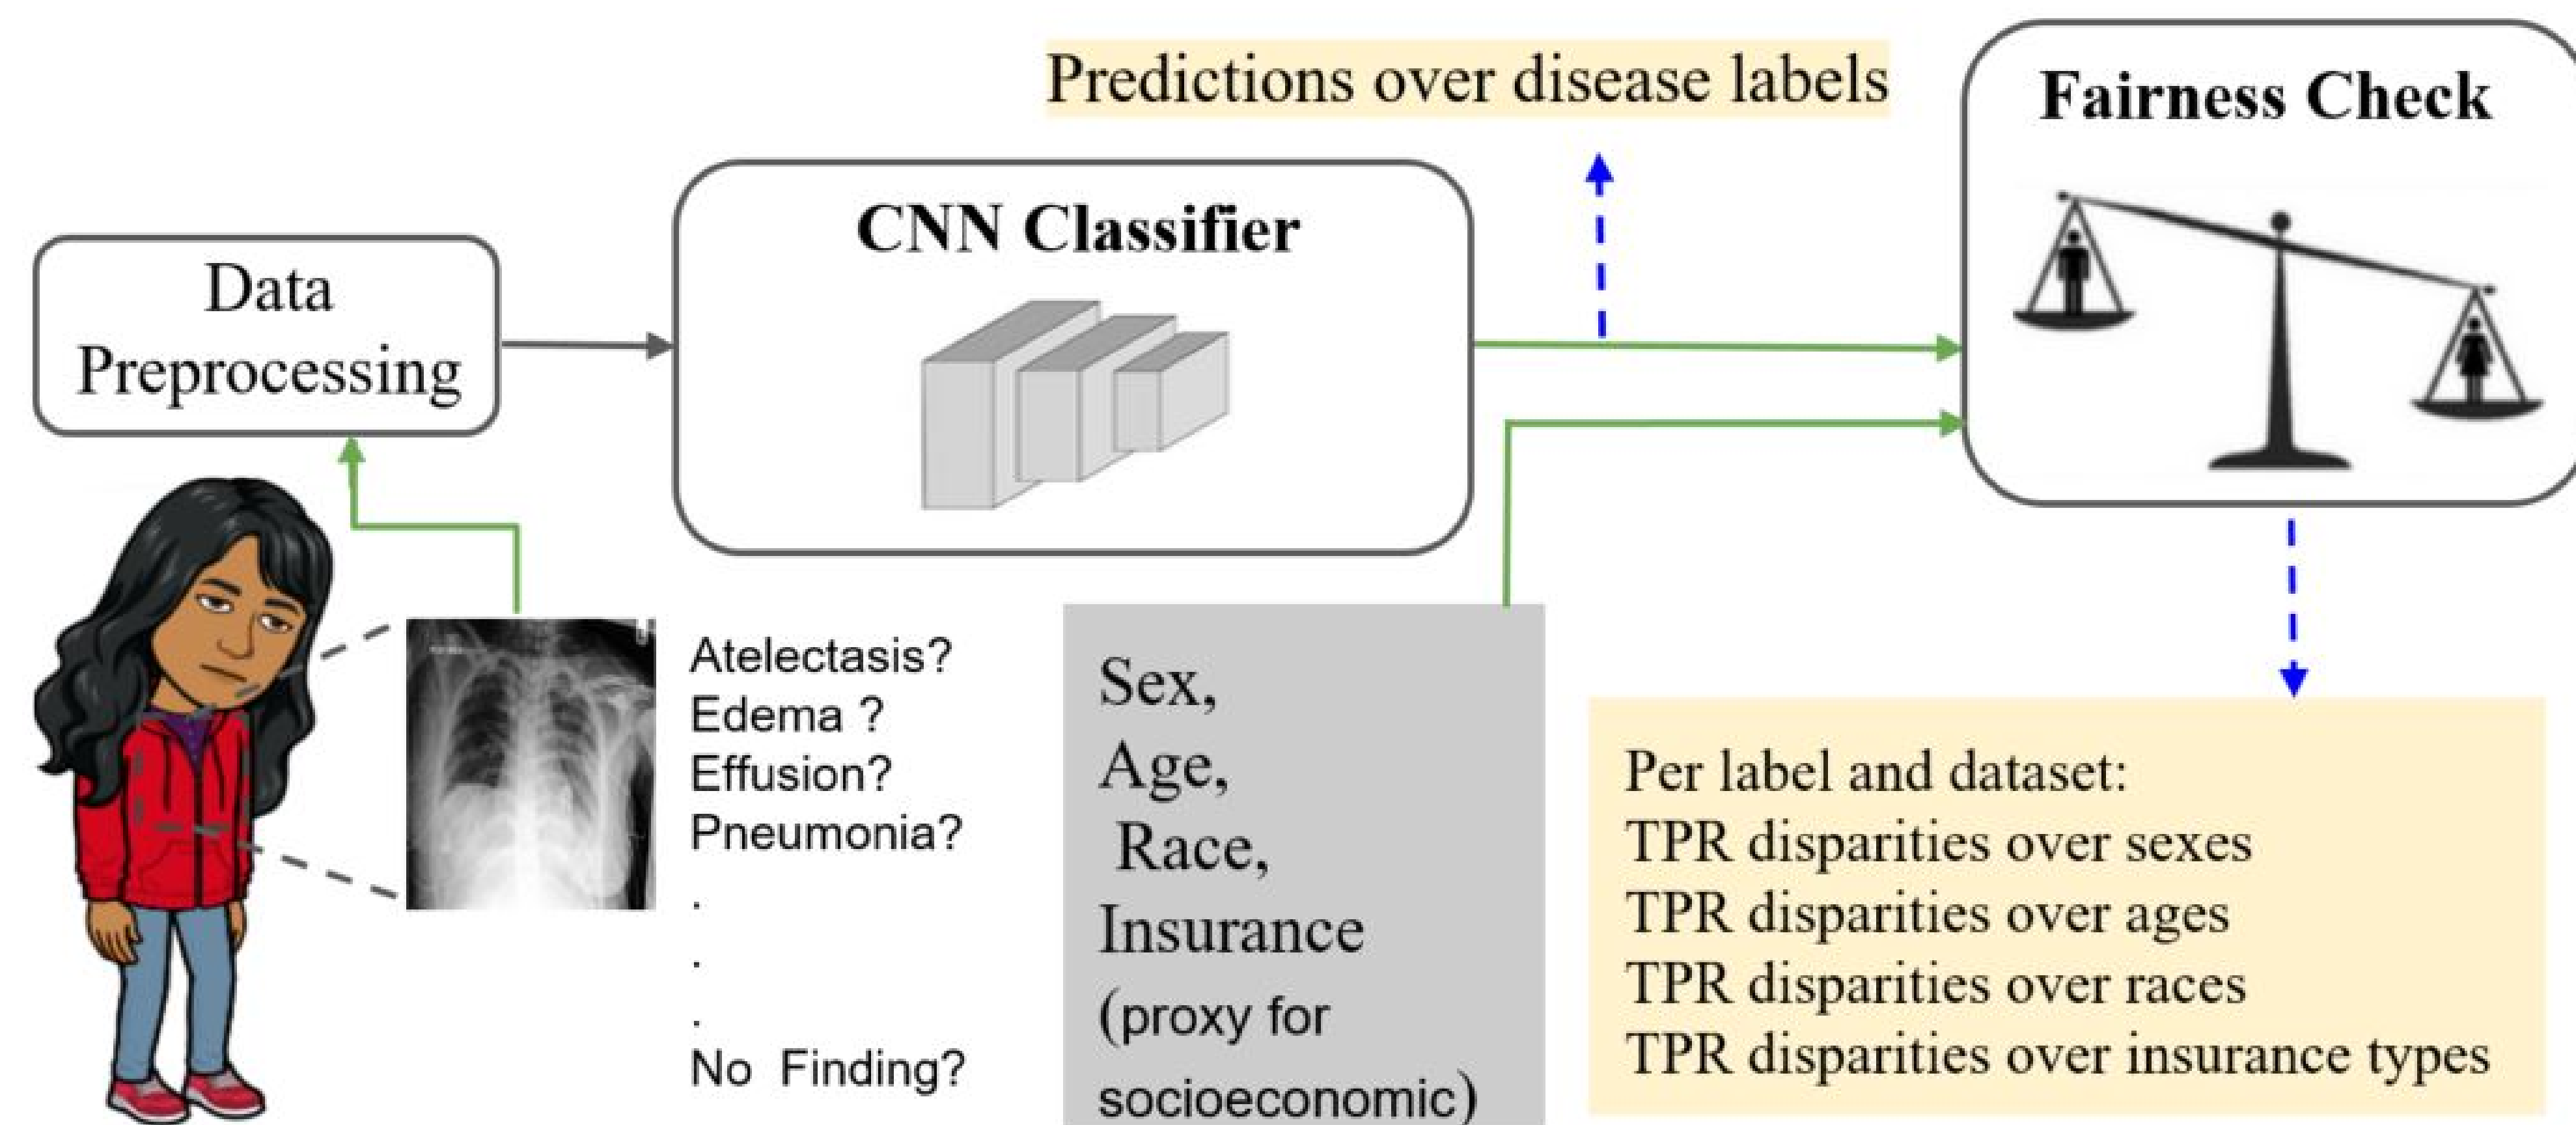 Predictions over disease labels
Fairness Check
CNN Classifier
Data
Preprocessing
Atelectasis?
Edema ?
Effusion?
Pneumonia?
.
.
.
No Finding?
Sex,
Age,
Race,
Insurance
(proxy for
socioeconomic)
Per label and dataset:
TPR disparities over sexes
TPR disparities over ages
TPR disparities over races
TPR disparities over insurance types